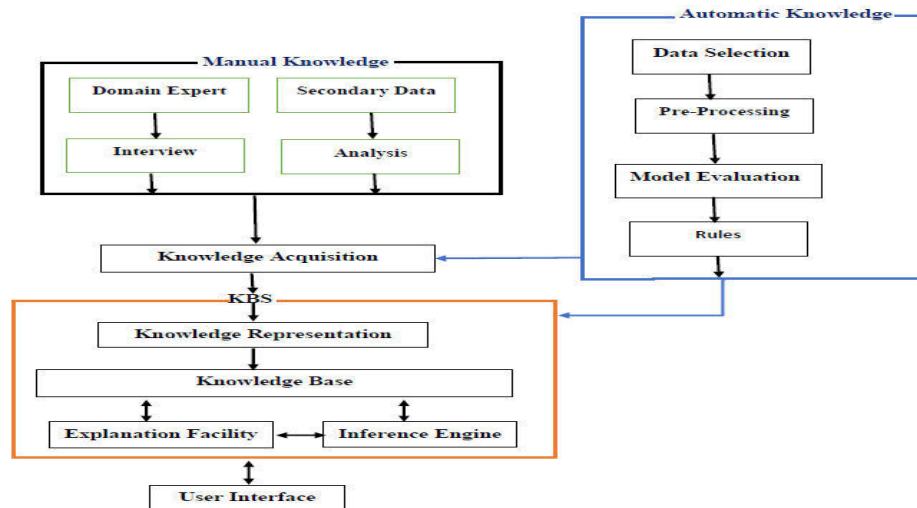 Automatic Knowledge
Manual Knowledge
Data Selection
Domain Expert
Secondary Data
Pre-Processing
Interview
Analysis
Model Evaluation
Rules
Knowledge Acquisition
KBS
Knowledge Representation
Knowledge Base
Explanation Facility
Inference Engine
User Interface